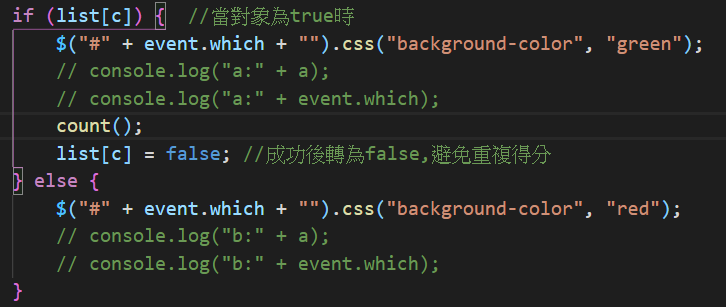 if (list[c]) {  //當對象為true時
    $("#" + event.which + "").css("background-color", "green");
    // console.log("a:" + a);
    // console.log("a:" + event.which);
    count();
    list[c] = false; //成功後轉為false,避免重複得分
} else {
    $("#" + event.which + "").css("background-color", "red");
    // console.log("b:" + a);
    // console.log("b:" + event.which);
}